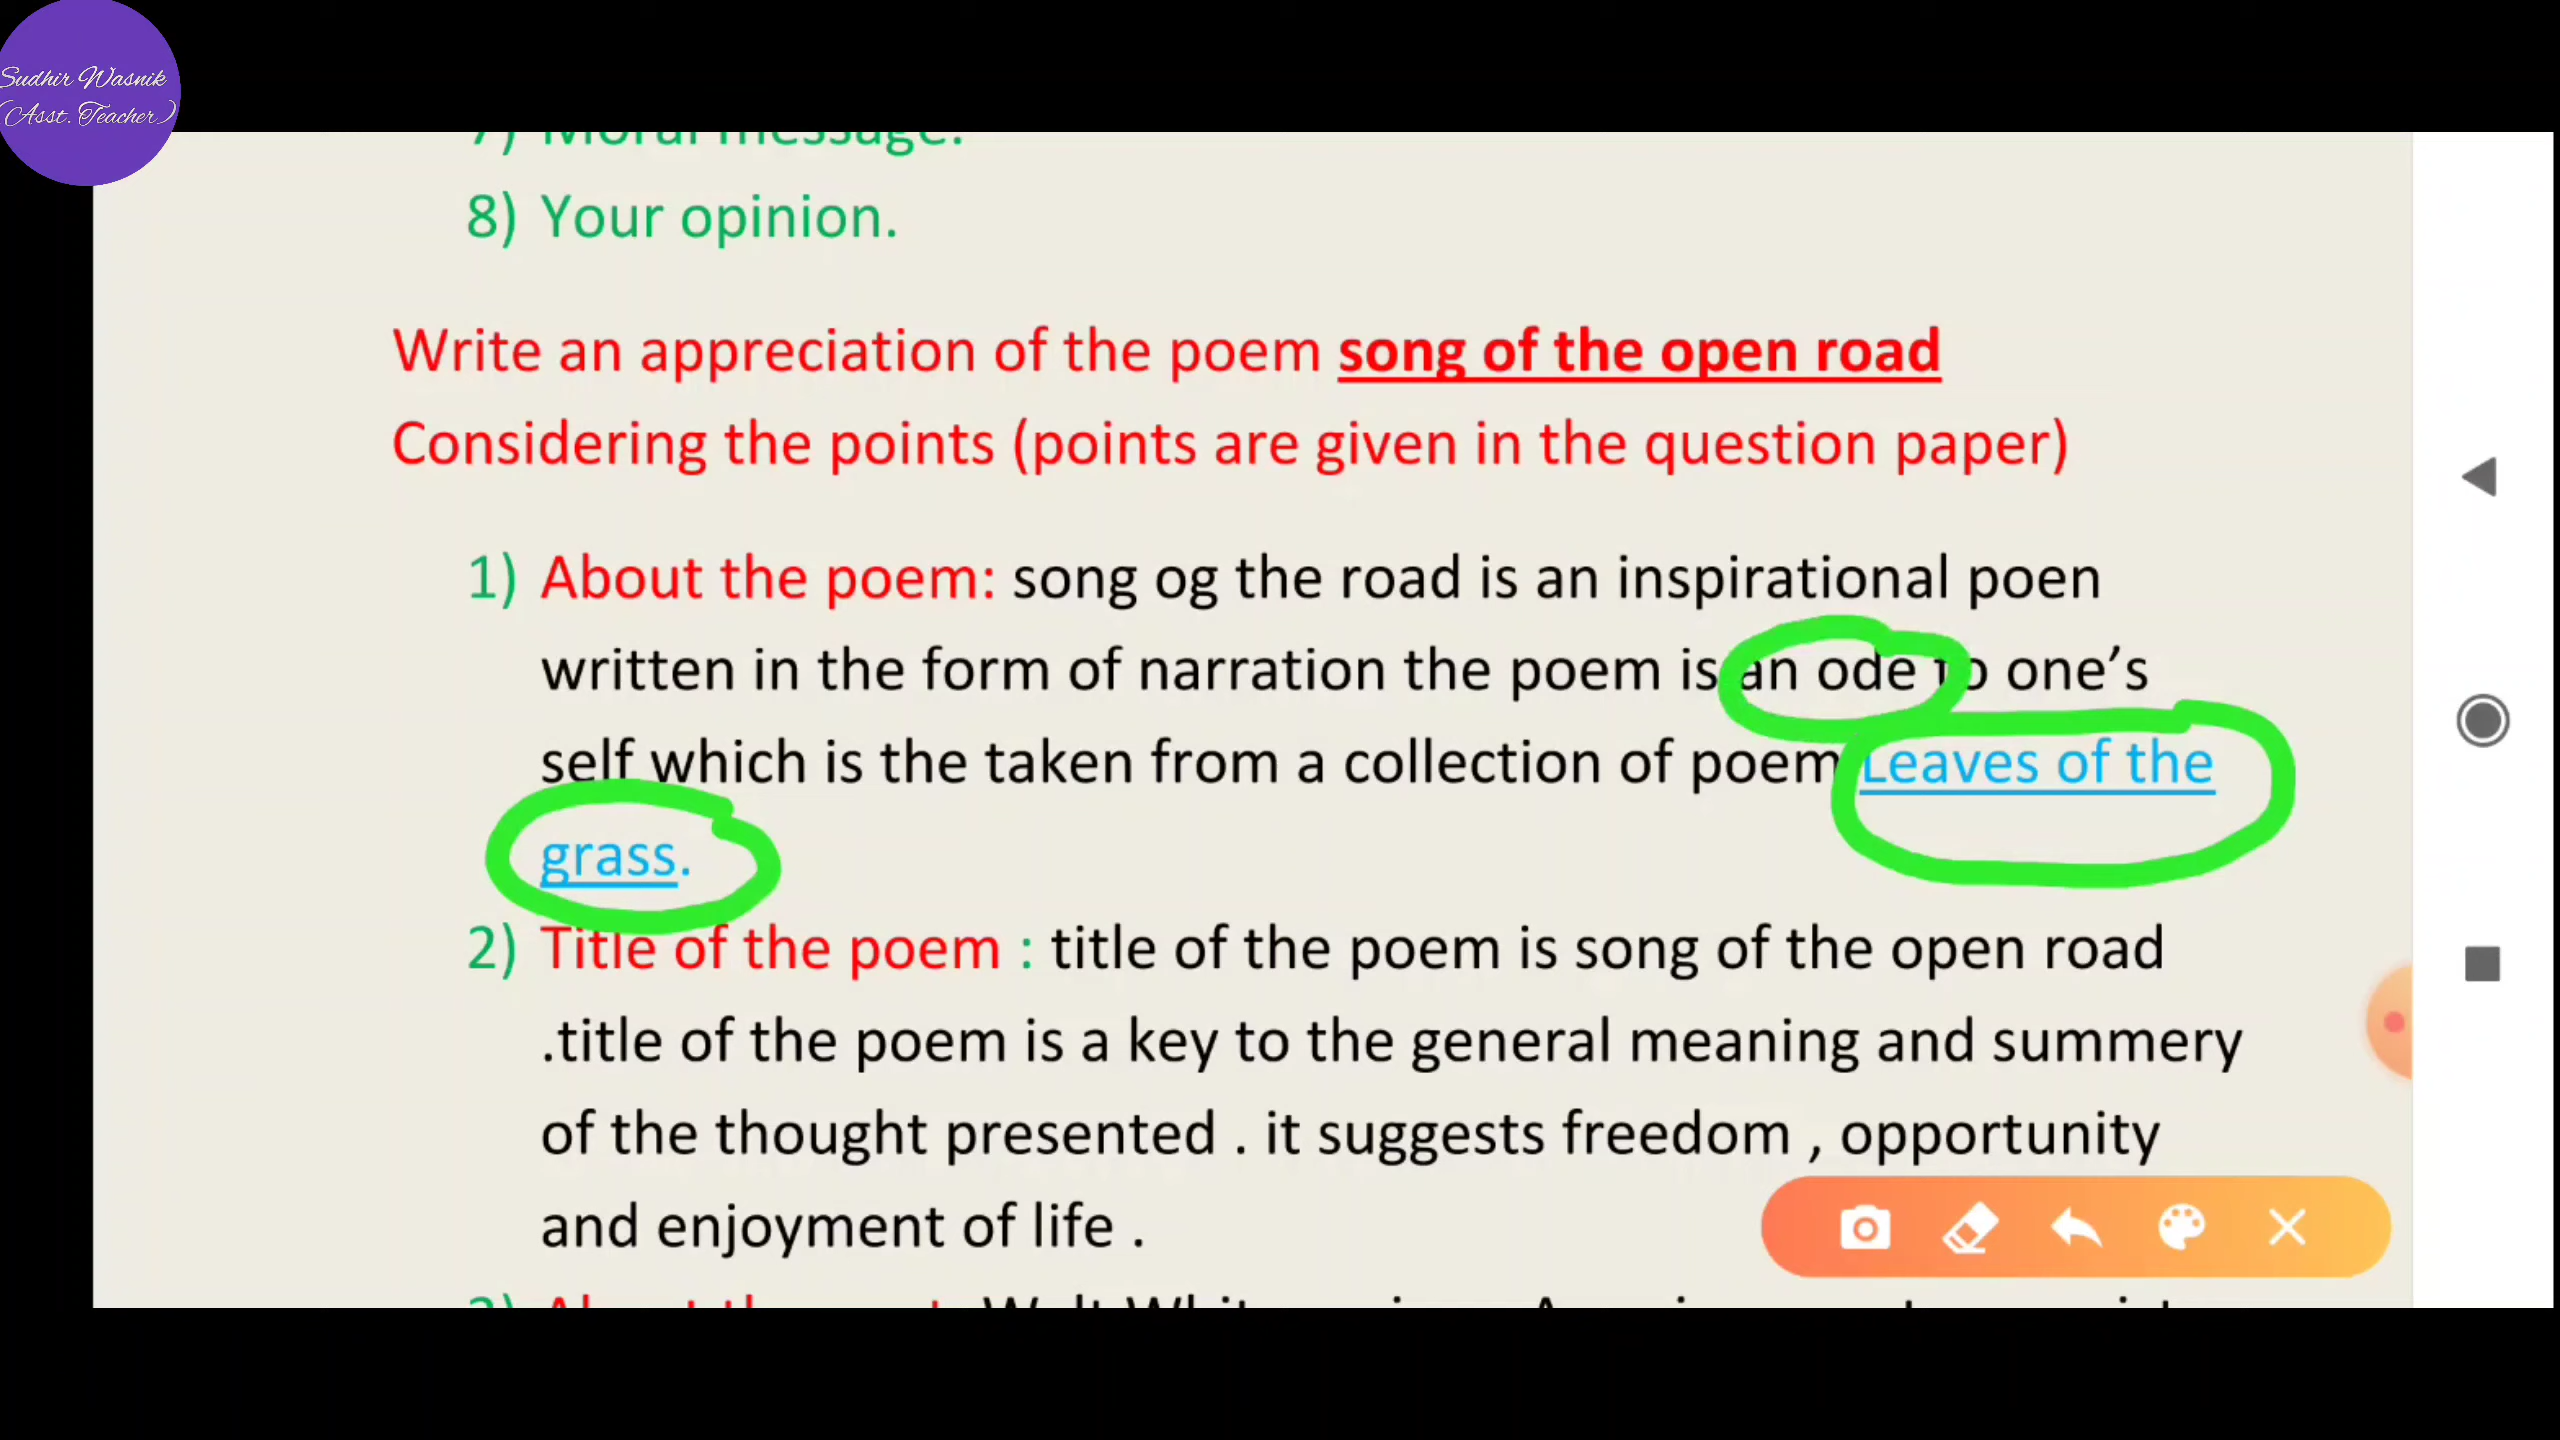 Sudhir Wasnik
(Asst. Teacher)
7) Moral message.
8) Your opinion.
Write an appreciation of the poem song of the open road
Considering the points (points are given in the question paper)
1) About the poem: song og the road is an inspirational poen
written in the form of narration the poem is an ode to one's
self which is the taken from a collection of poem Leaves of the
grass.
2) Title of the poem : title of the poem is song of the open road
.title of the poem is a key to the general meaning and summery
of the thought presented . it suggests freedom , opportunity
and enjoyment of life .